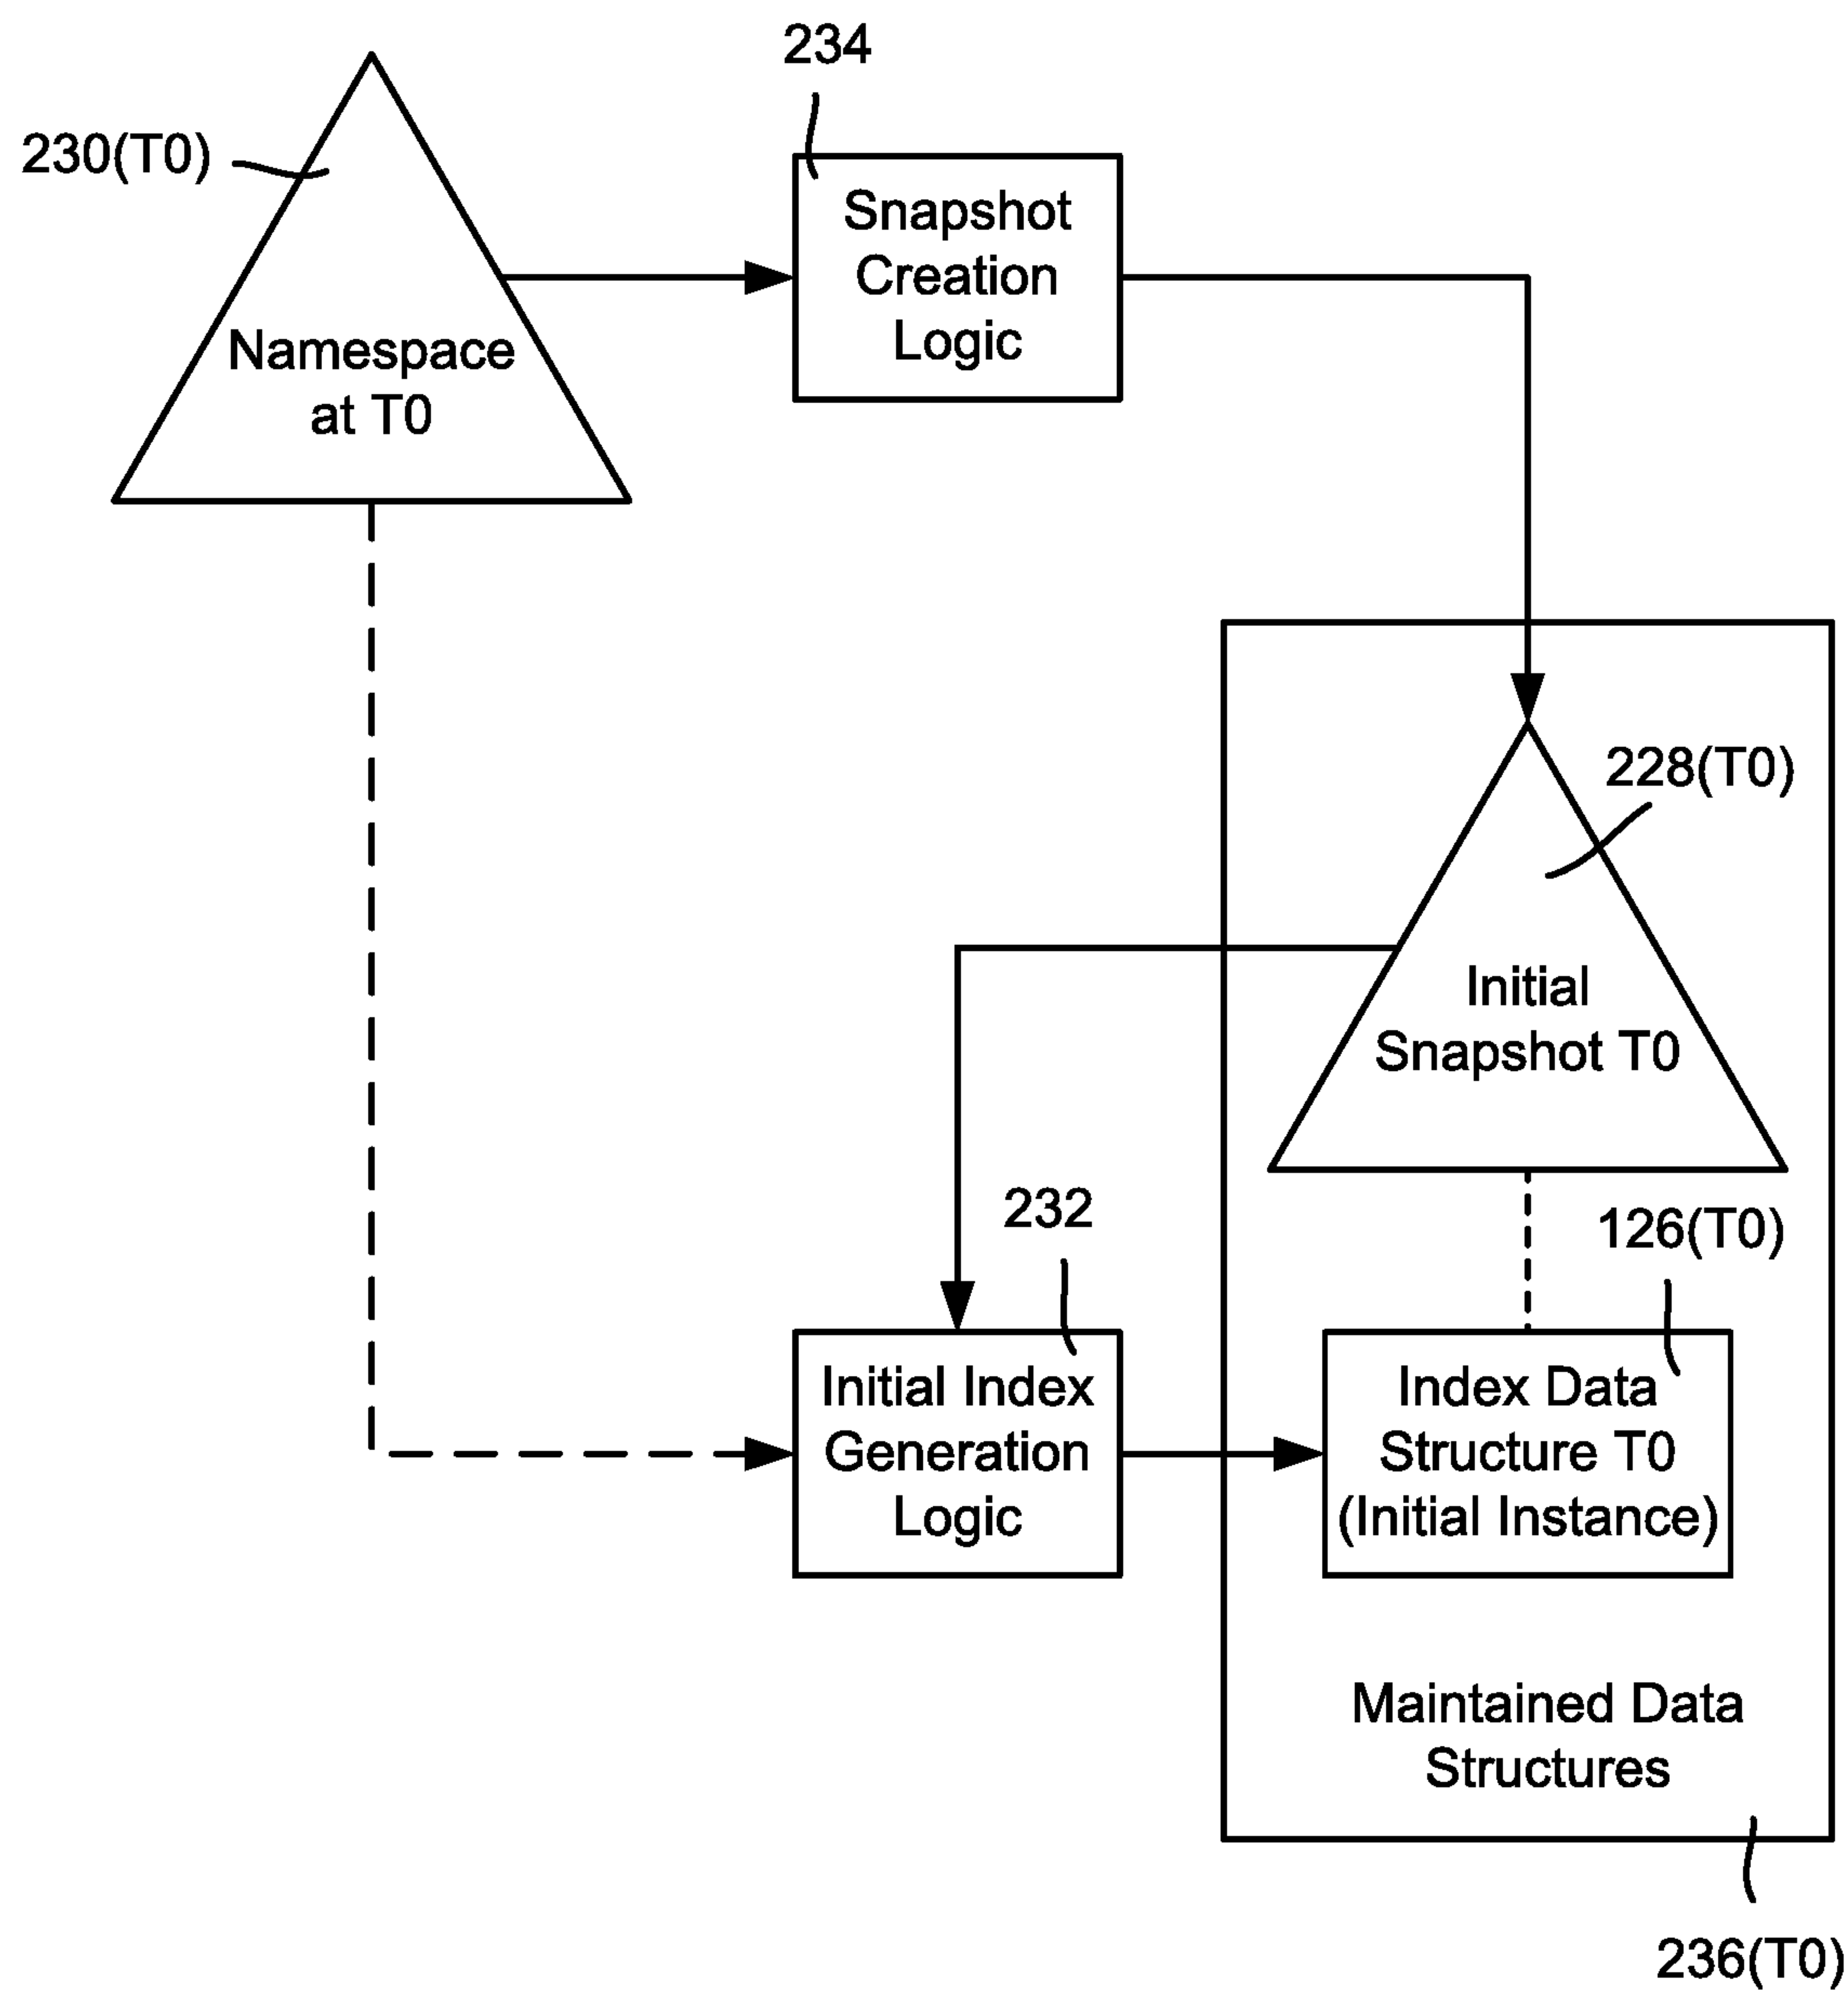 234
230(T0)
Snapshot
Creation
Logic
Namespace
at T0
228(T0)
Initial
Snapshot T0
232
126(T0)
Initial Index
Generation
Logic
Index Data
Structure T0
(Initial Instance)
Maintained Data
Structures
236(T0)